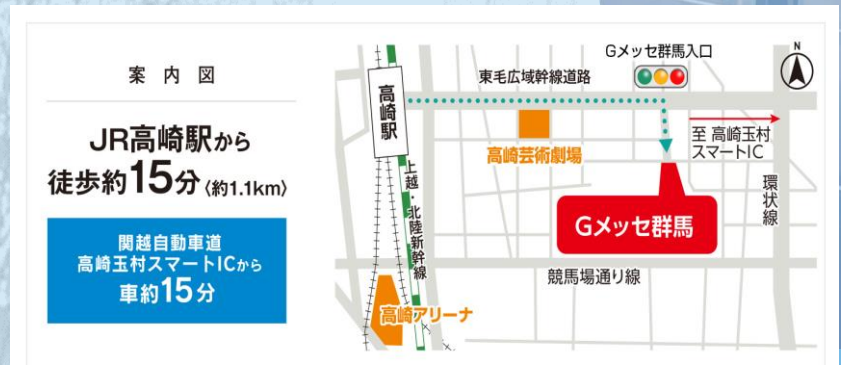 案内図
JR高崎駅から
徒歩約15分〈約1.1km〉
関越自動車道
高崎玉村スマートICから
車約15分
Gメッセ群馬入口
N
東毛広域幹線道路
高崎駅
高崎芸術劇場
至 高崎玉村
スマートIC
上越・北陸新幹線
環状線
Gメッセ群馬
競馬場通り線
高崎アリーナ